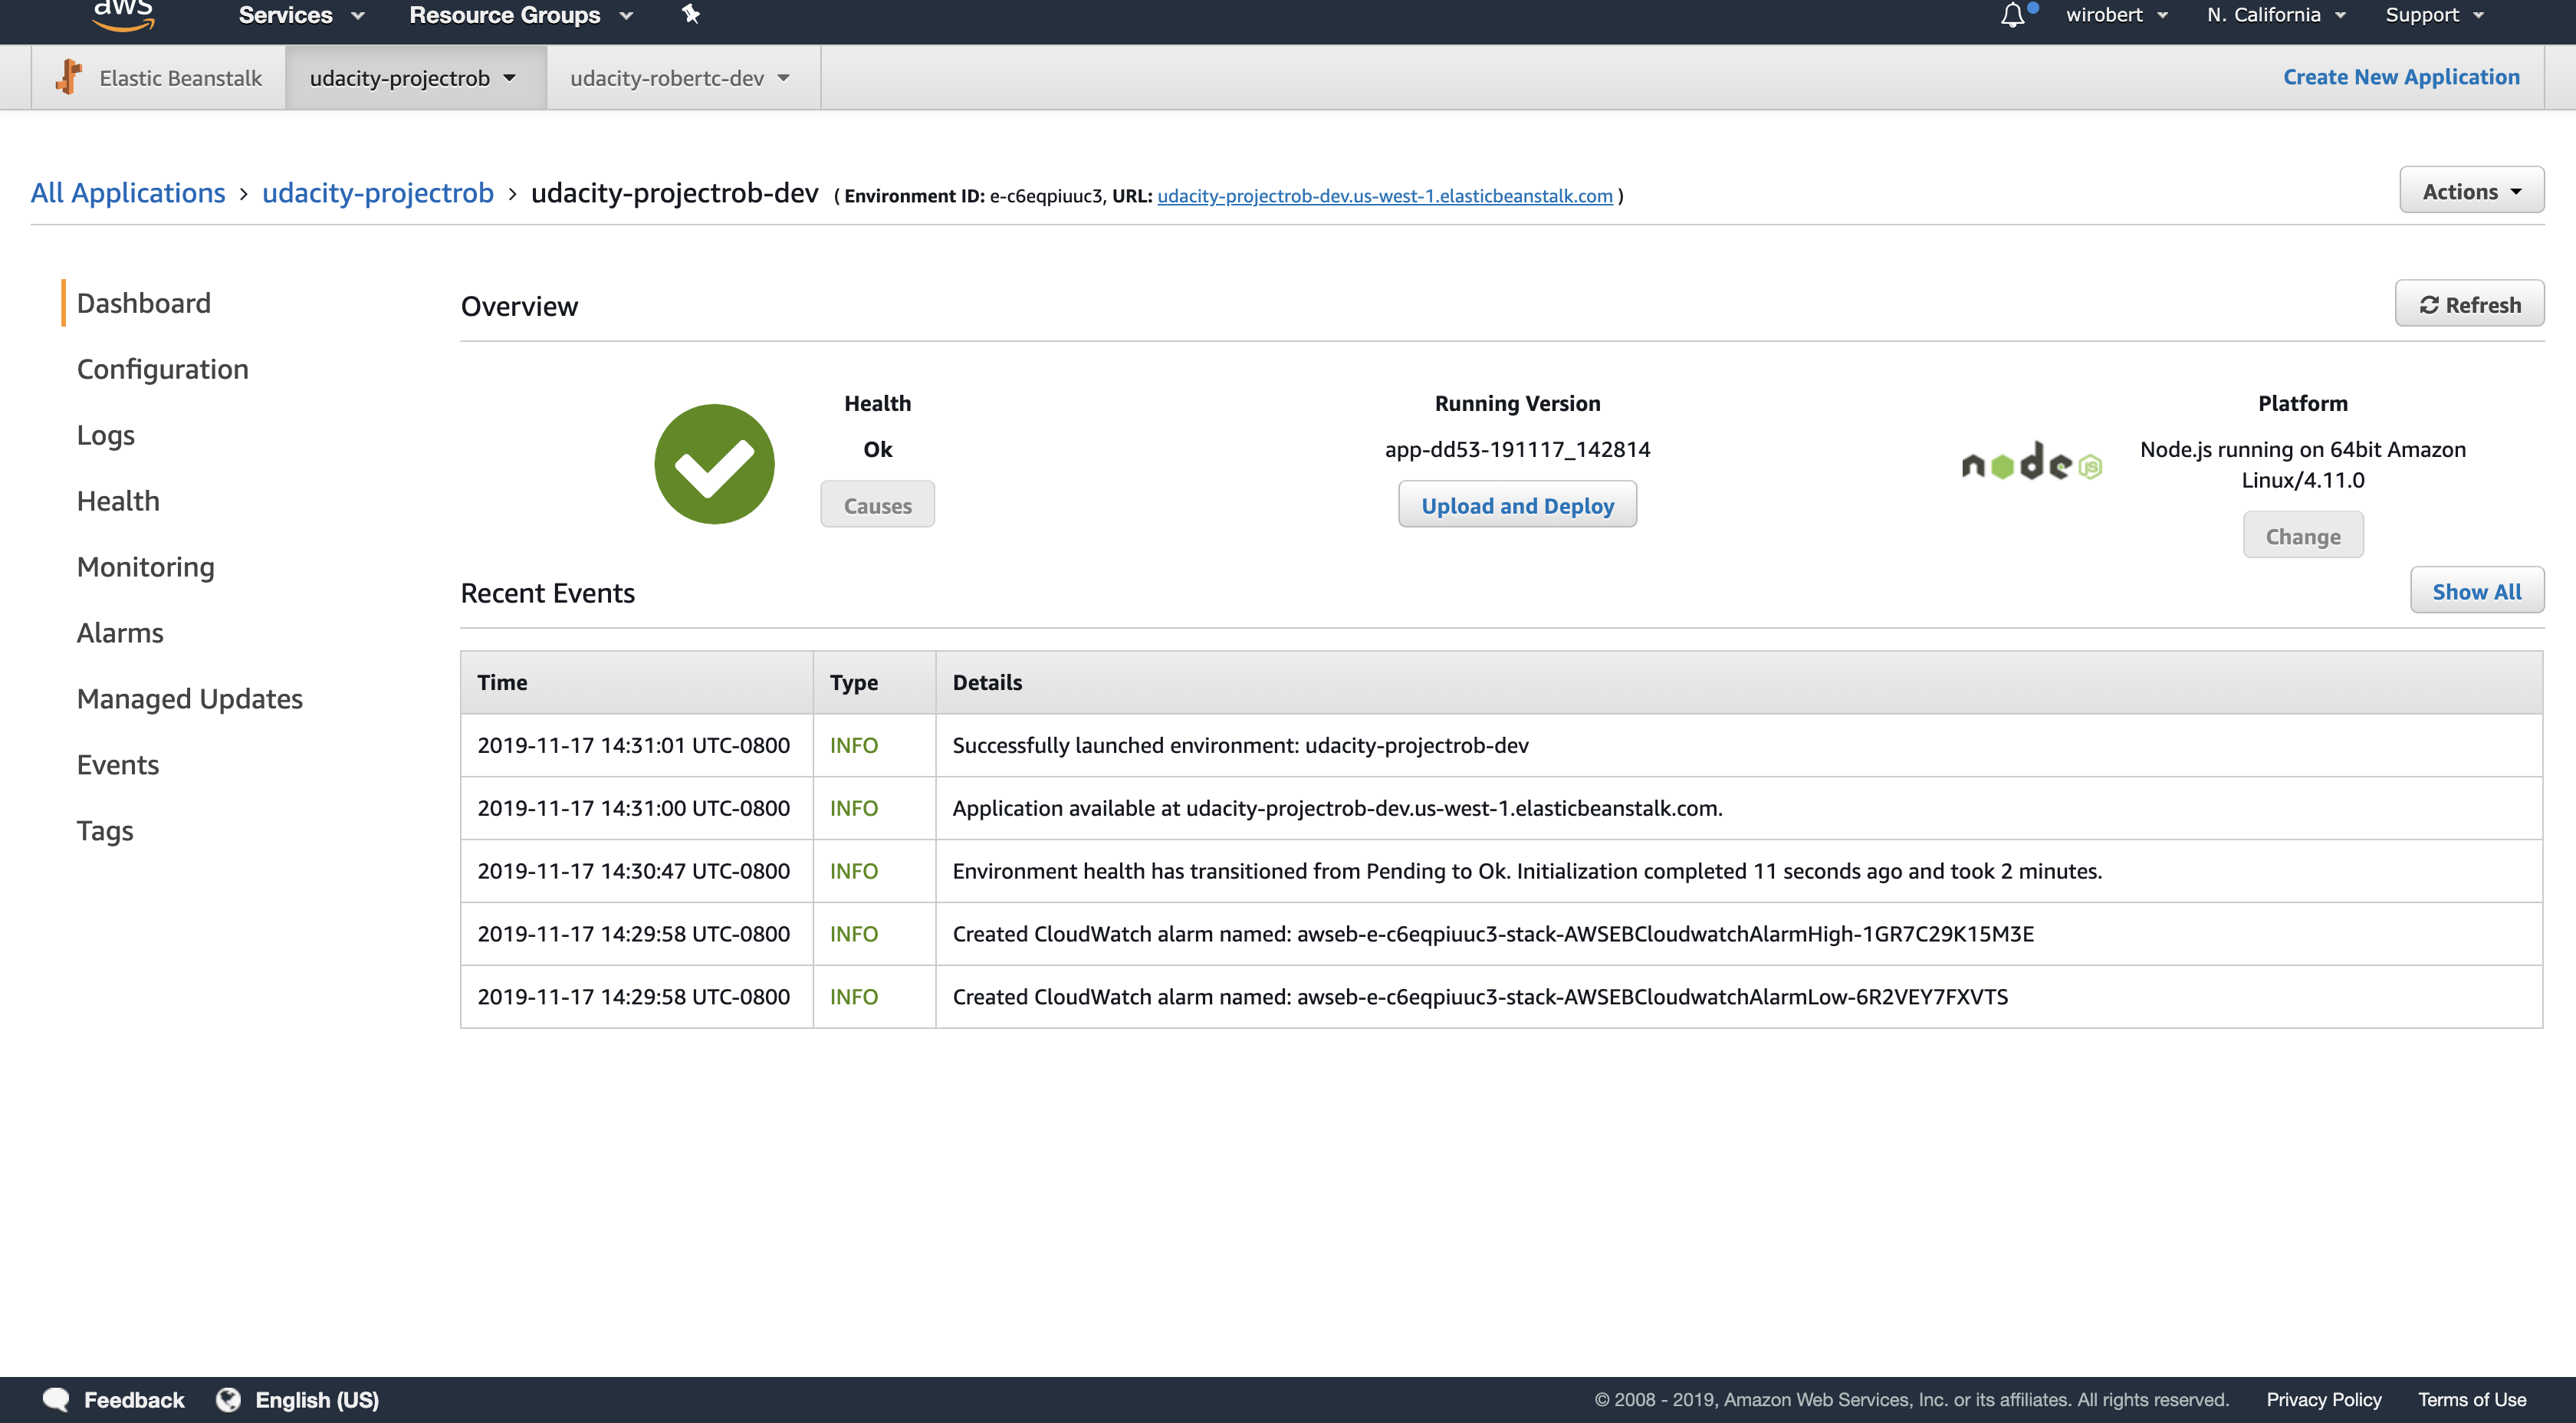 aws Services Resource Groups wirobert N. California Support
Elastic Beanstalk udacity-projectrob udacity-robertc-dev Create New Application
All Applications › udacity-projectrob › udacity-projectrob-dev ( Environment ID: e-c6eqpiuuc3, URL: udacity-projectrob-dev.us-west-1.elasticbeanstalk.com ) Actions
Dashboard
Configuration
Logs
Health
Monitoring
Alarms
Managed Updates
Events
Tags
Overview Refresh
Health
Ok
Causes
Running Version
app-dd53-191117_142814
Upload and Deploy
node JS
Platform
Node.js running on 64bit Amazon
Linux/4.11.0
Change
Recent Events Show All
Time Type Details
2019-11-17 14:31:01 UTC-0800 INFO Successfully launched environment: udacity-projectrob-dev
2019-11-17 14:31:00 UTC-0800 INFO Application available at udacity-projectrob-dev.us-west-1.elasticbeanstalk.com.
2019-11-17 14:30:47 UTC-0800 INFO Environment health has transitioned from Pending to Ok. Initialization completed 11 seconds ago and took 2 minutes.
2019-11-17 14:29:58 UTC-0800 INFO Created CloudWatch alarm named: awseb-e-c6eqpiuuc3-stack-AWSEBCloudwatchAlarmHigh-1GR7C29K15M3E
2019-11-17 14:29:58 UTC-0800 INFO Created CloudWatch alarm named: awseb-e-c6eqpiuuc3-stack-AWSEBCloudwatchAlarmLow-6R2VEY7FXVTS
Feedback English (US) © 2008 - 2019, Amazon Web Services, Inc. or its affiliates. All rights reserved. Privacy Policy Terms of Use